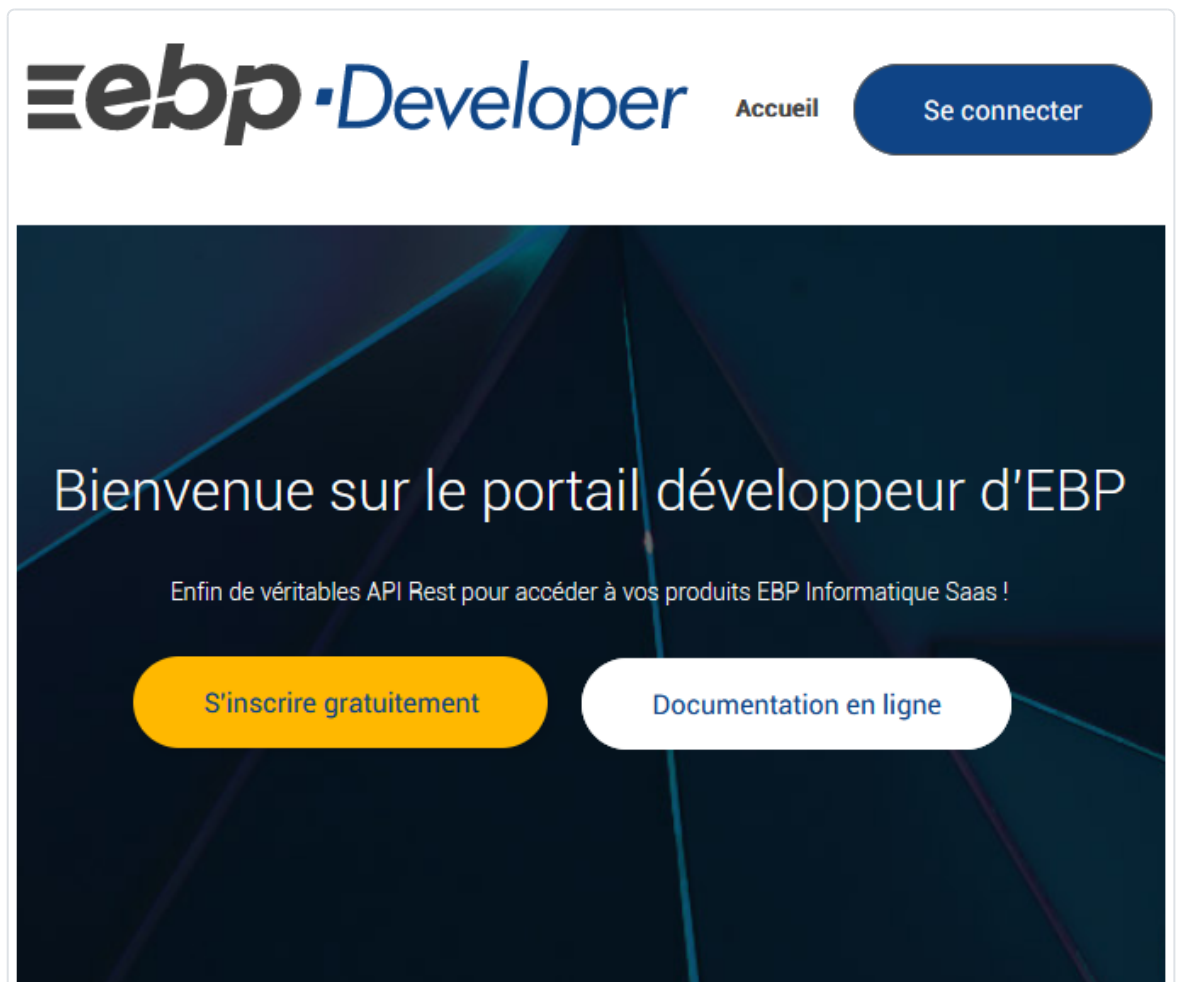 ebp Developer
Accueil
Se connecter
Bienvenue sur le portail développeur d'EBP
Enfin de véritables API Rest pour accéder à vos produits EBP Informatique Saas !
S'inscrire gratuitement
Documentation en ligne